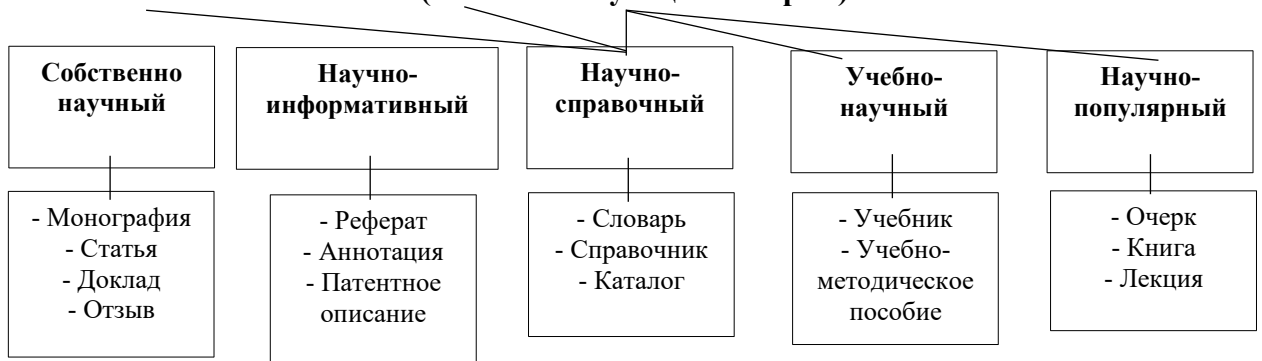 Собственно
научный
Научно-
информативный
Научно-
справочный
Учебно-
научный
Научно-
популярный
- Монография
- Статья
- Доклад
- Отзыв
- Реферат
- Аннотация
- Патентное
описание
- Словарь
- Справочник
- Каталог
- Учебник
- Учебно-
методическое
пособие
- Очерк
- Книга
- Лекция